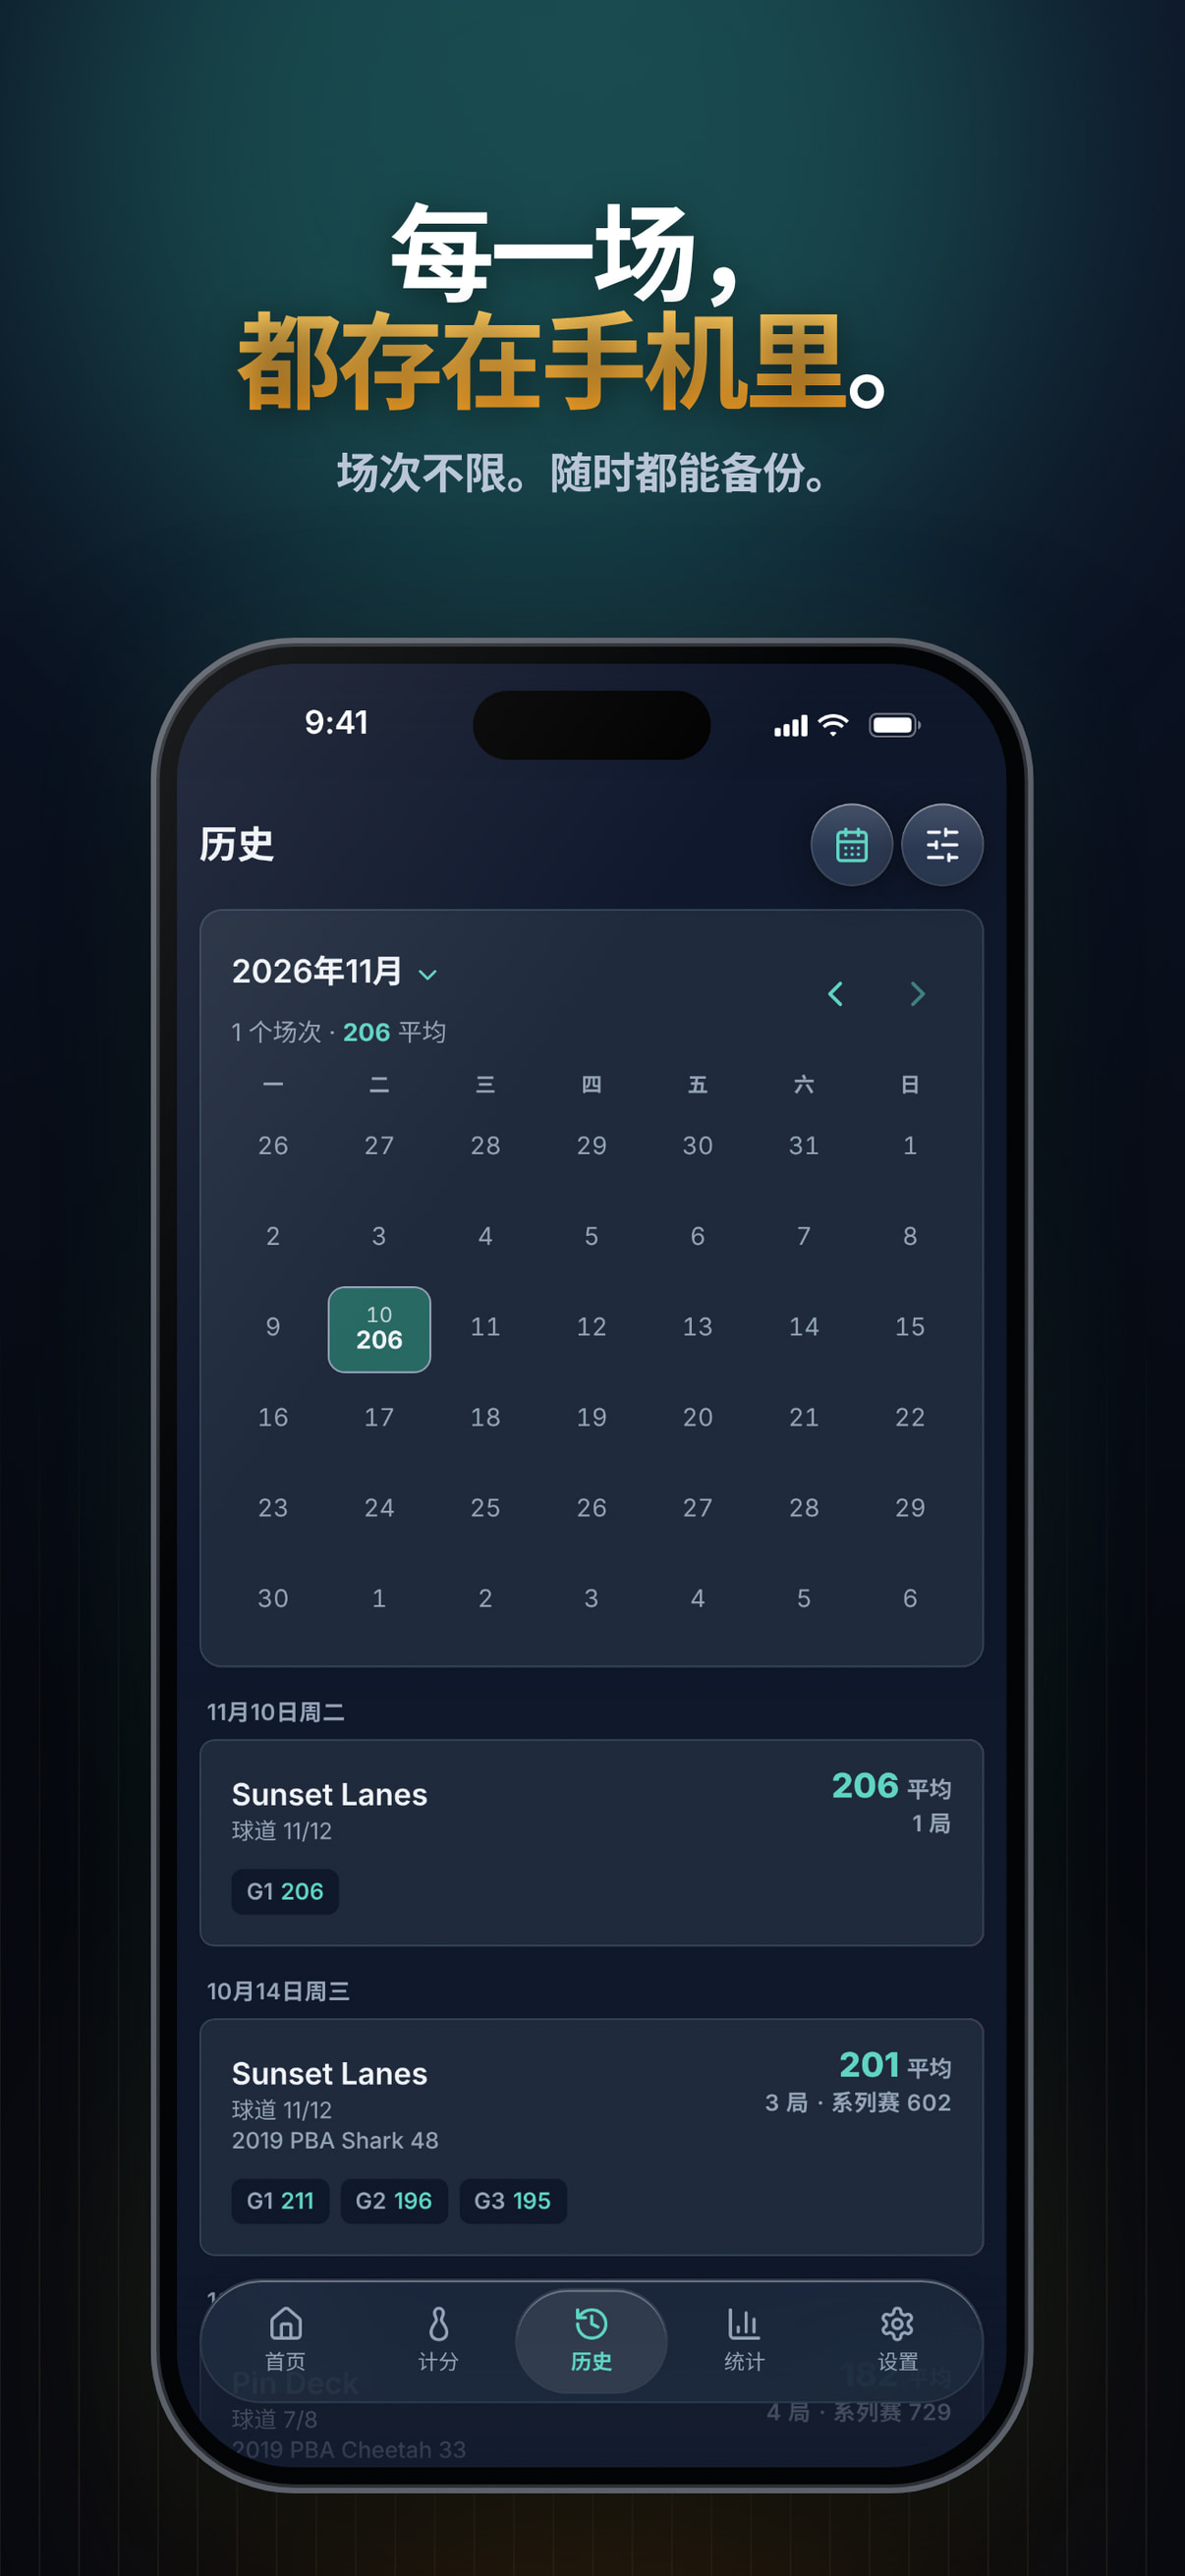 每一场，
都存在手机里。
场次不限。随时都能备份。
9:41
历史
2026年11月
1 个场次 · 206 平均
一 二 三 四 五 六 日
26 27 28 29 30 31 1
2 3 4 5 6 7 8
9 10 11 12 13 14 15
206
16 17 18 19 20 21 22
23 24 25 26 27 28 29
30 1 2 3 4 5 6
11月10日周二
Sunset Lanes
206 平均
球道 11/12
1 局
G1 206
10月14日周三
Sunset Lanes
201 平均
球道 11/12
3 局 · 系列赛 602
2019 PBA Shark 48
G1 211 G2 196 G3 195
首页 计分 历史 统计 设置
Pin Deck
182 平均
球道 7/8
4 局 · 系列赛 729
2019 PBA Cheetah 33